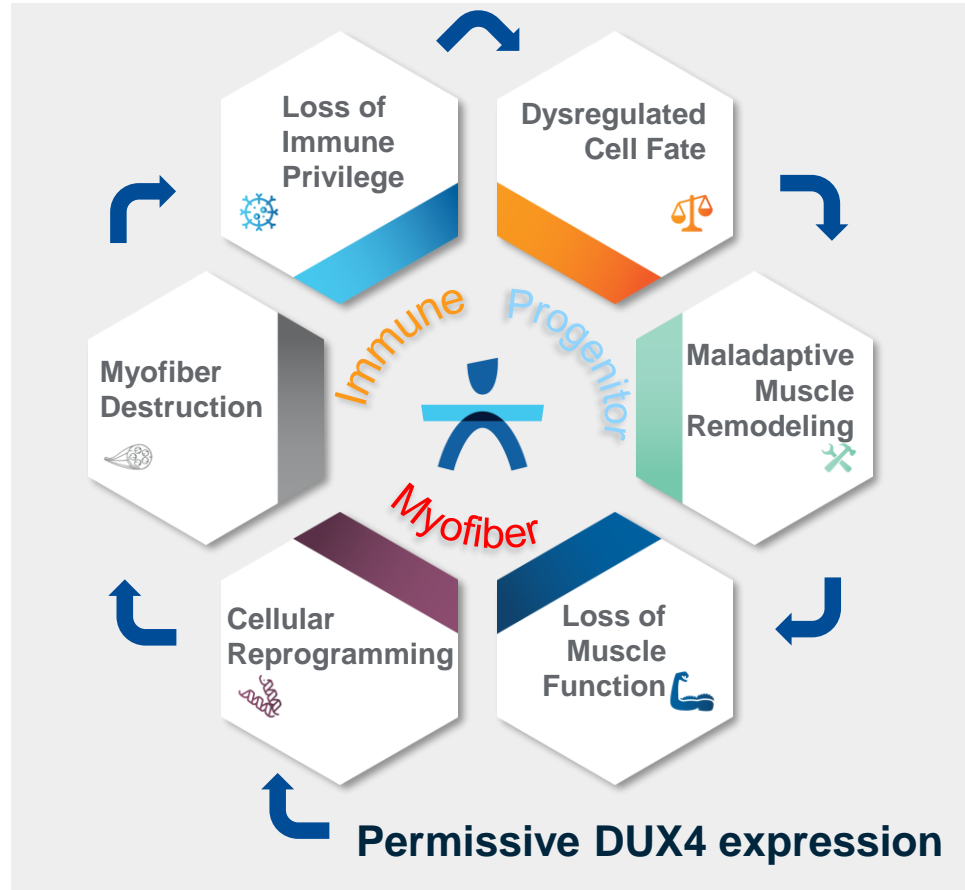 Loss of
Immune
Privilege
Dysregulated
Cell Fate
Immune
Progenitor
Myofiber
Destruction
Maladaptive
Muscle
Remodeling
Myofiber
Cellular
Reprogramming
Loss of
Muscle
Function
Permissive DUX4 expression